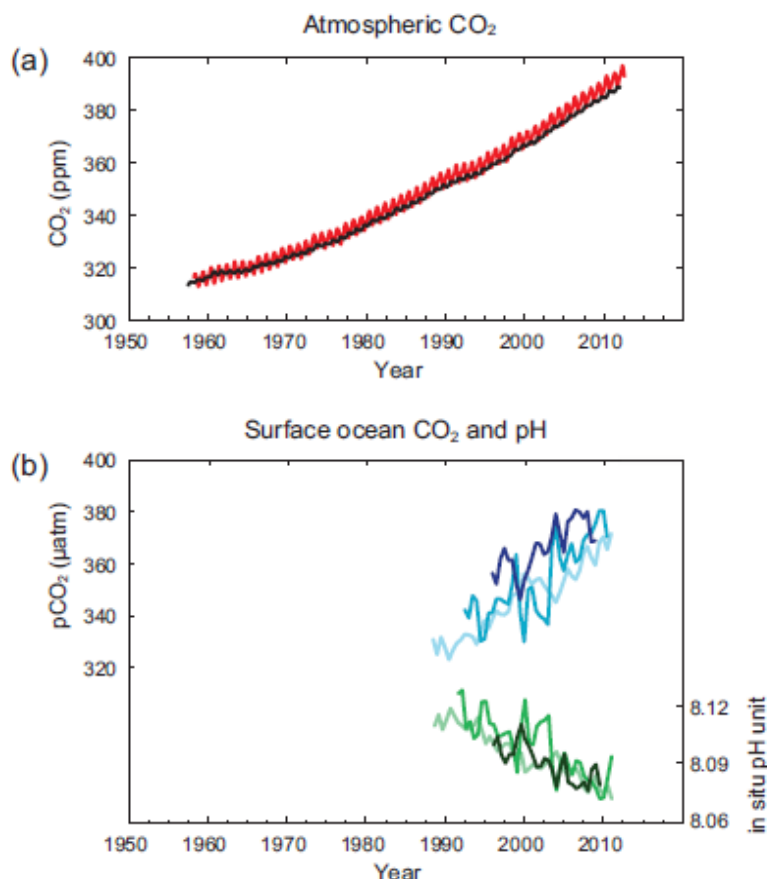 Atmospheric CO₂
(a)
400
380
360
340
320
300
CO₂ (ppm)
1950 1960 1970 1980 1990 2000 2010
Year
Surface ocean CO₂ and pH
(b)
400
380
360
340
320
pCO₂ (µatm)
8.12
8.09
8.06
in situ pH unit
1950 1960 1970 1980 1990 2000 2010
Year